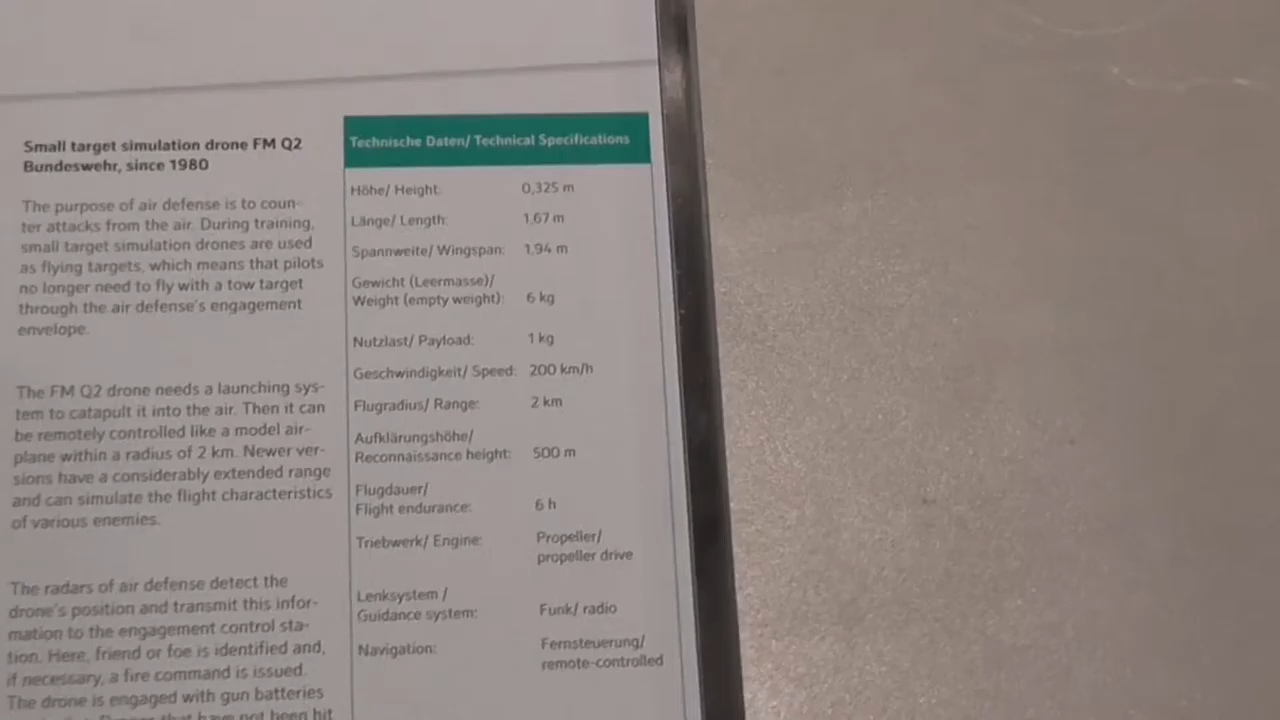 Small target simulation drone FM Q2
Bundeswehr, since 1980
The purpose of air defense is to coun-
ter attacks from the air. During training,
small target simulation drones are used
as flying targets, which means that pilots
no longer need to fly with a tow target
through the air defense's engagement
envelope.
The FM Q2 drone needs a launching sys-
tem to catapult it into the air. Then it can
be remotely controlled like a model air-
plane within a radius of 2 km. Newer ver-
sions have a considerably extended range
and can simulate the flight characteristics
of various enemies.
The radars of air defense detect the
drone's position and transmit this infor-
mation to the engagement control sta-
tion. Here, friend or foe is identified and,
if necessary, a fire command is issued.
The drone is engaged with gun batteries
that have not been hit
Technische Daten/ Technical Specifications
Höhe/ Height: 0,325 m
Länge/ Length: 1,67 m
Spannweite/ Wingspan: 1,94 m
Gewicht (Leermasse)/
Weight (empty weight): 6 kg
Nutzlast/ Payload: 1 kg
Geschwindigkeit/ Speed: 200 km/h
Flugradius/ Range: 2 km
Aufklärungshöhe/
Reconnaissance height: 500 m
Flugdauer/
Flight endurance: 6 h
Triebwerk/ Engine: Propeller/
propeller drive
Lenksystem /
Guidance system: Funk/ radio
Navigation: Fernsteuerung/
remote-controlled